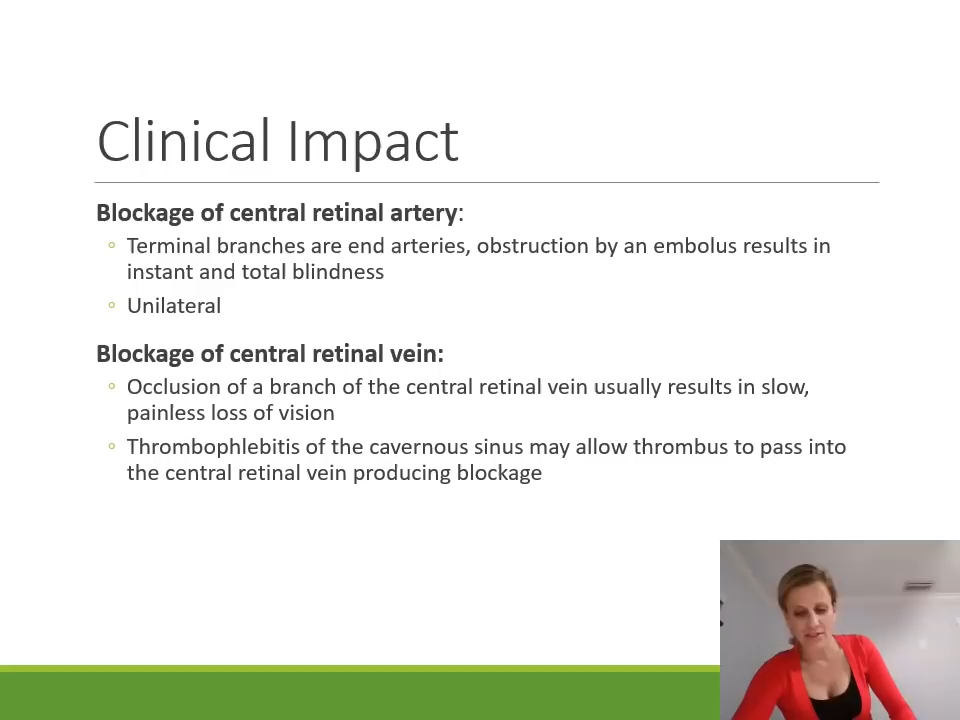 Clinical Impact
Blockage of central retinal artery:
◦ Terminal branches are end arteries, obstruction by an embolus results in
instant and total blindness
◦ Unilateral
Blockage of central retinal vein:
◦ Occlusion of a branch of the central retinal vein usually results in slow,
painless loss of vision
◦ Thrombophlebitis of the cavernous sinus may allow thrombus to pass into
the central retinal vein producing blockage